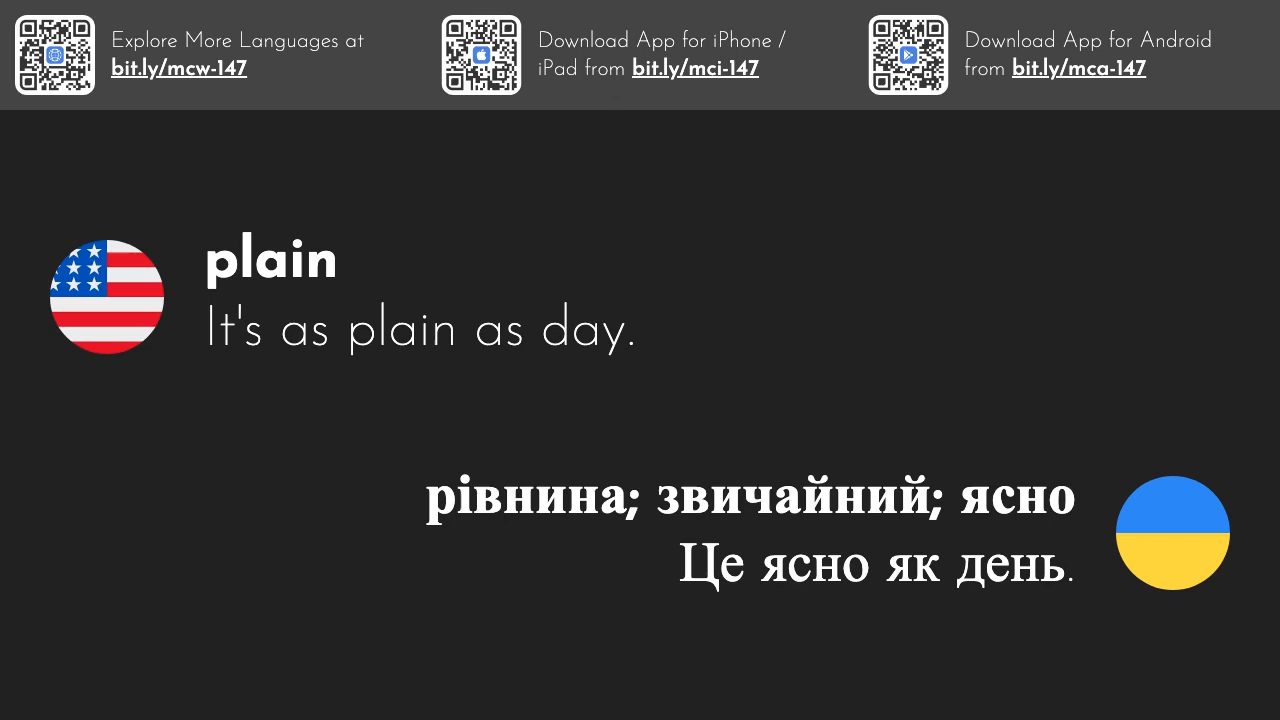 Explore More Languages at
bit.ly/mcw-147
Download App for iPhone /
iPad from bit.ly/mci-147
Download App for Android
from bit.ly/mca-147
plain
It's as plain as day.
рівнина; звичайний; ясно
Це ясно як день.